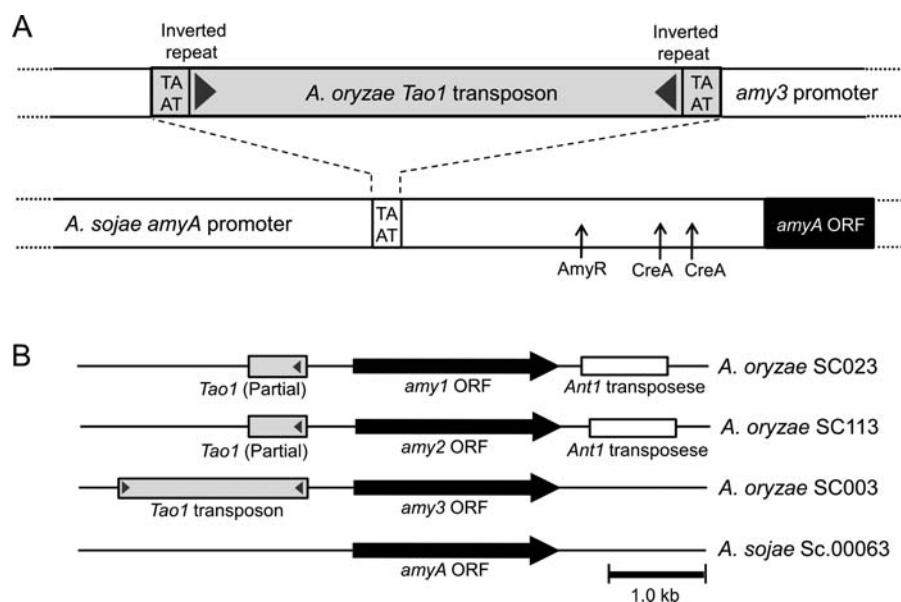 A
Inverted repeat
Inverted repeat
TA AT
A. oryzae Tao1 transposon
TA AT
amy3 promoter
A. sojae amyA promoter
TA AT
amyA ORF
AmyR
CreA
CreA
B
Tao1 (Partial)
amy1 ORF
Ant1 transposese
A. oryzae SC023
Tao1 (Partial)
amy2 ORF
Ant1 transposese
A. oryzae SC113
Tao1 transposon
amy3 ORF
A. oryzae SC003
amyA ORF
A. sojae Sc.00063
1.0 kb